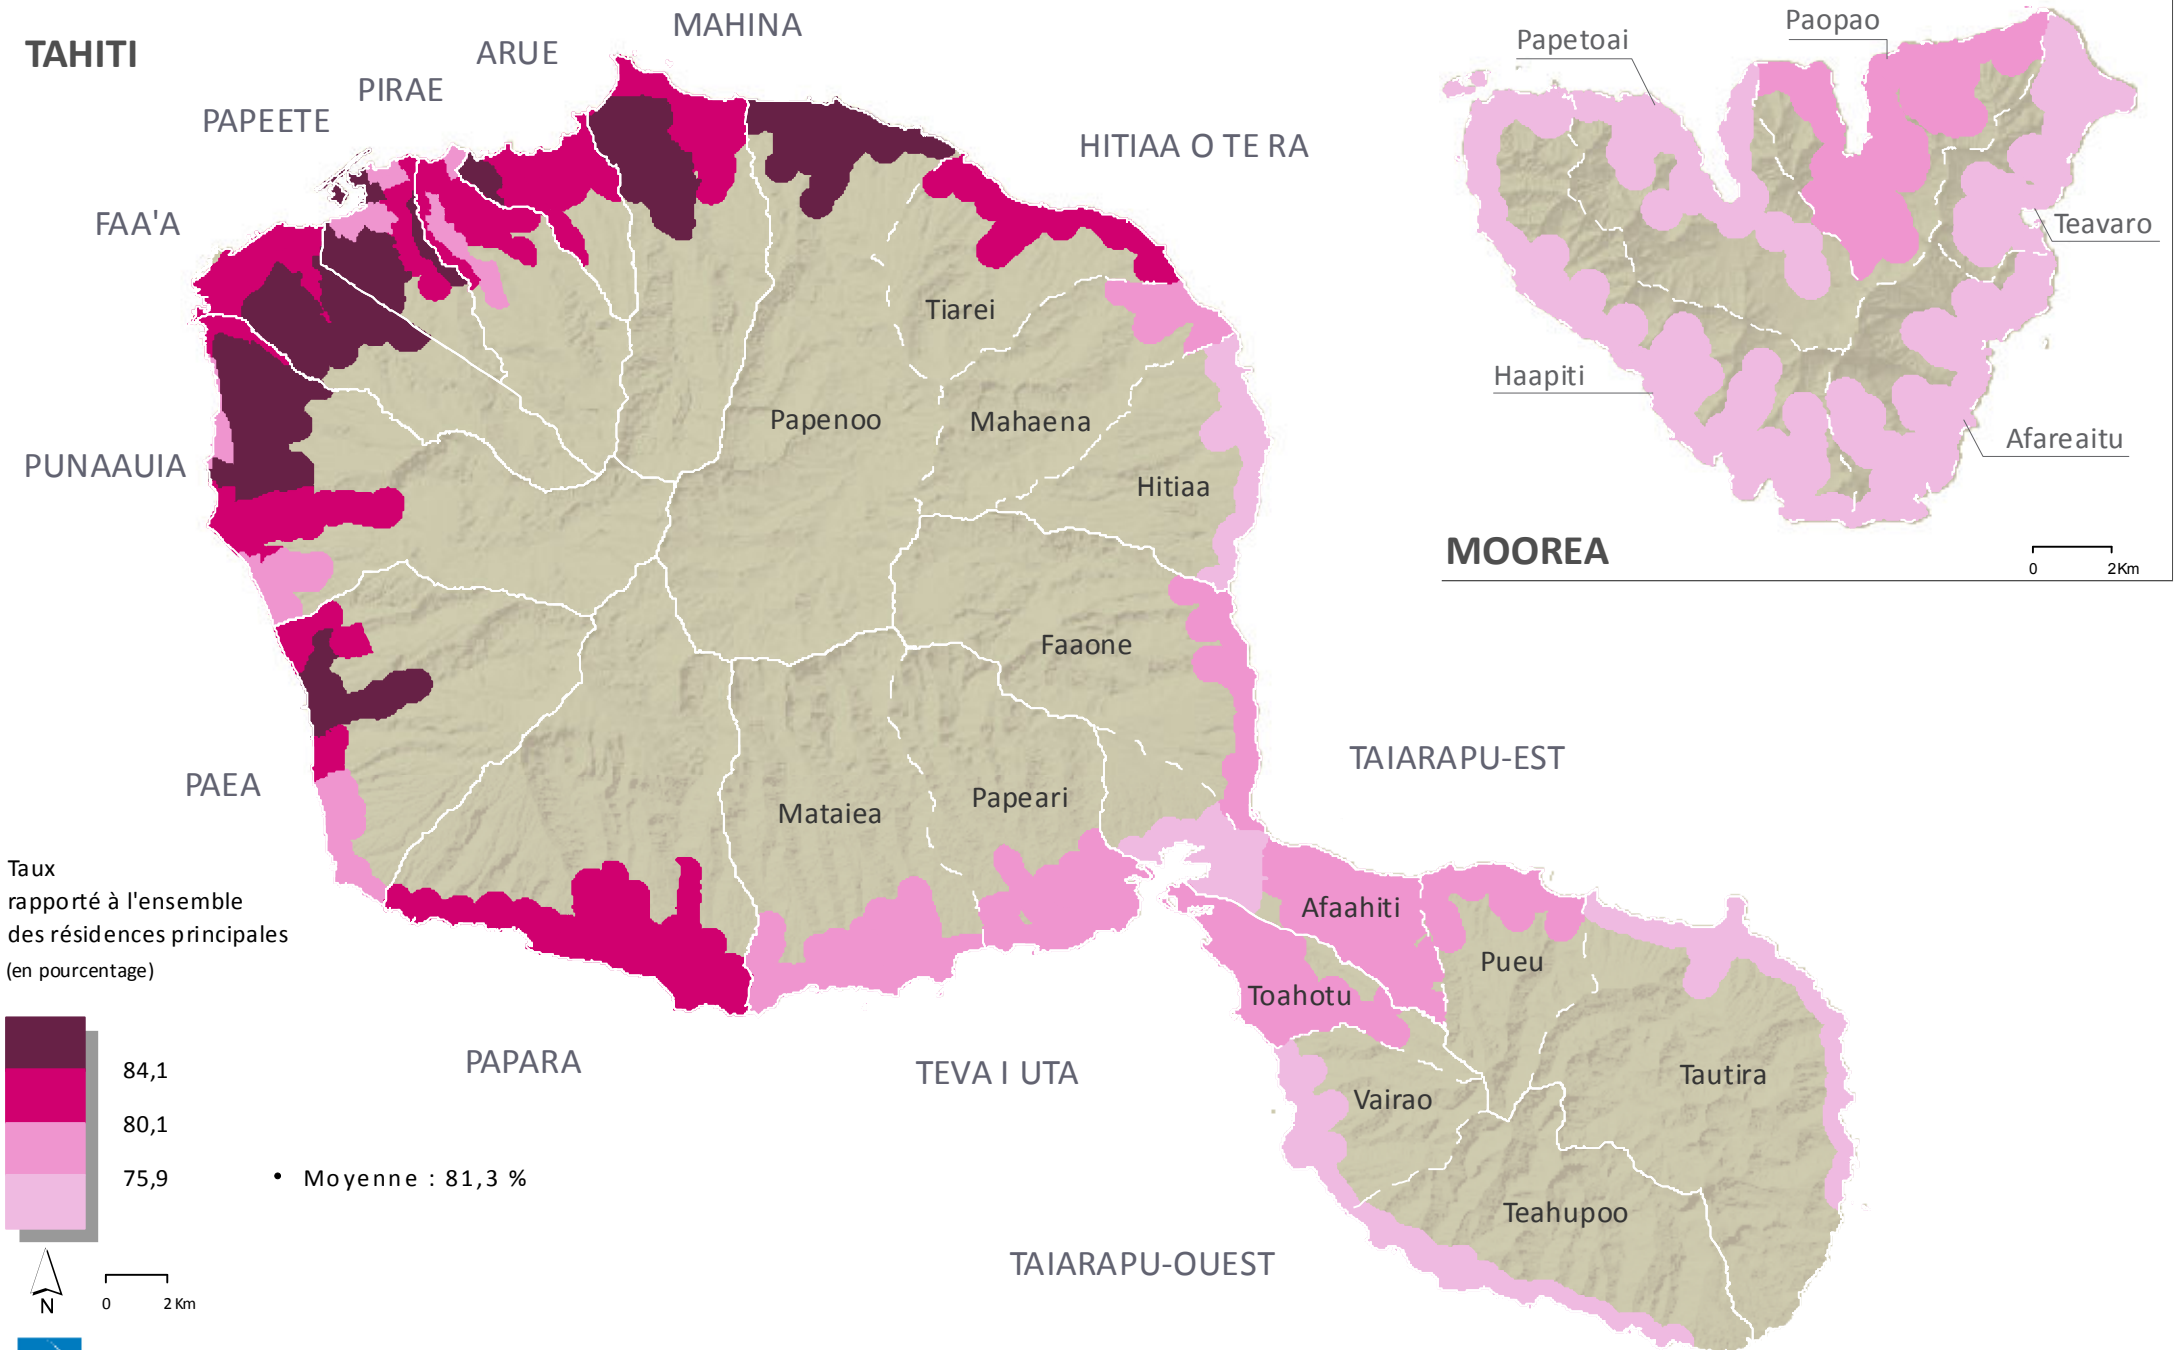 TAHITI
MAHINA
ARUE
PIRAE
PAPEETE
FAA'A
HITIAA O TE RA
PUNAAUIA
PAEA
PAPARA
TEVA I UTA
TAIARAPU-EST
TAIARAPU-OUEST
Tiarei
Papenoo
Mahaena
Hitiaa
Faaone
Mataiea
Papeari
Afaahiti
Pueu
Toahotu
Tautira
Vairao
Teahupoo
Papetoai
Paopao
Teavaro
Haapiti
Afareaitu
MOOREA
0 2Km
Taux
rapporté à l'ensemble
des résidences principales
(en pourcentage)
84,1
80,1
75,9
• Moyenne : 81,3 %
N
0 2 Km